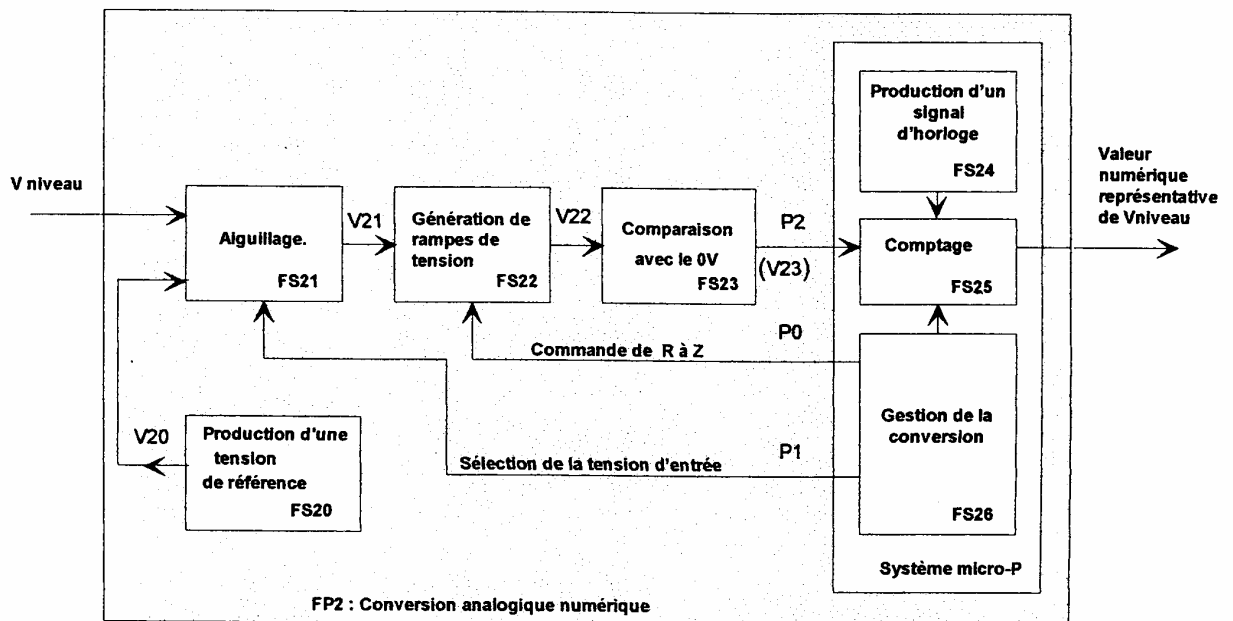 Production d'un
signal
d'horloge
FS24
Valeur
numérique
représentative
de Vniveau
V niveau
Aiguillage.
FS21
V21
Génération de
rampes de
tension
FS22
V22
Comparaison
avec le 0V
FS23
P2
(V23)
Comptage
FS25
P0
Commande de R à Z
Gestion de la
conversion
FS26
P1
Sélection de la tension d'entrée
V20
Production d'une
tension
de référence
FS20
Système micro-P
FP2 : Conversion analogique numérique